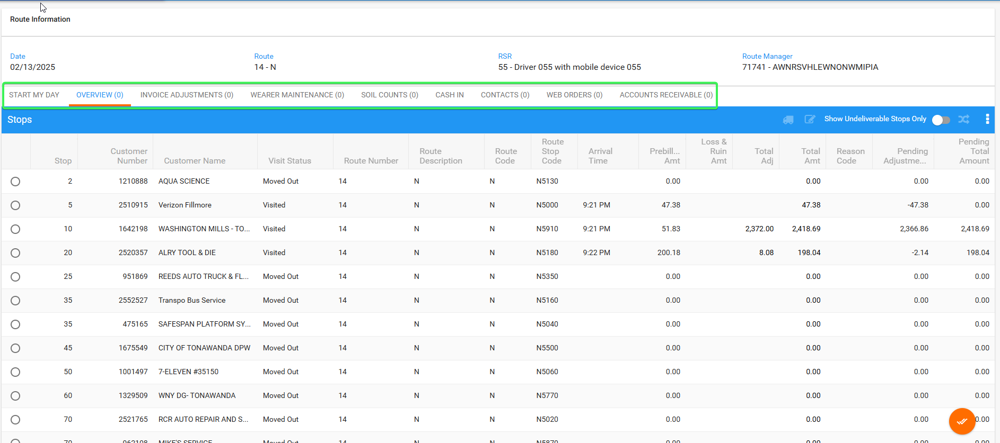 Route Information
Date Route RSR Route Manager
02/13/2025 14 - N 55 - Driver 055 with mobile device 055 71741 - AWNRSVHLEWNONWMIPIA
START MY DAY OVERVIEW (0) INVOICE ADJUSTMENTS (0) WEARER MAINTENANCE (0) SOIL COUNTS (0) CASH IN CONTACTS (0) WEB ORDERS (0) ACCOUNTS RECEIVABLE (0)
Stops Show Undeliverable Stops Only
Stop Customer Number Customer Name Visit Status Route Number Route Description Route Code Route Stop Code Arrival Time Prebill... Amt Loss & Ruin Amt Total Adj Total Amt Reason Code Pending Adjustme... Pending Total Amount
2 1210888 AQUA SCIENCE Moved Out 14 N N N5130 0.00 0.00 0.00 0.00
5 2510915 Verizon Fillmore Visited 14 N N N5000 9:21 PM 47.38 47.38 -47.38 0.00
10 1642198 WASHINGTON MILLS - TO... Visited 14 N N N5910 9:21 PM 51.83 2,372.00 2,418.69 2,366.86 2,418.69
20 2520357 ALRY TOOL & DIE Visited 14 N N N5180 9:22 PM 200.18 8.08 198.04 -2.14 198.04
25 951869 REEDS AUTO TRUCK & FL... Moved Out 14 N N N5350 0.00 0.00 0.00 0.00
35 2552527 Transpo Bus Service Moved Out 14 N N N5160 0.00 0.00 0.00 0.00
35 475165 SAFESPAN PLATFORM SY... Moved Out 14 N N N5040 0.00 0.00 0.00 0.00
45 1675549 CITY OF TONAWANDA DPW Moved Out 14 N N N5500 0.00 0.00 0.00 0.00
50 1001497 7-ELEVEN #35150 Moved Out 14 N N N5060 0.00 0.00 0.00 0.00
60 1329509 WNY DG- TONAWANDA Moved Out 14 N N N5770 0.00 0.00 0.00 0.00
70 2521765 RCR AUTO REPAIR AND S... Moved Out 14 N N N5020 0.00 0.00 0.00 0.00
70 962108 MIKE'S SERVICE Moved Out 14 N N N5870 0.00 0.00 0.00 0.00